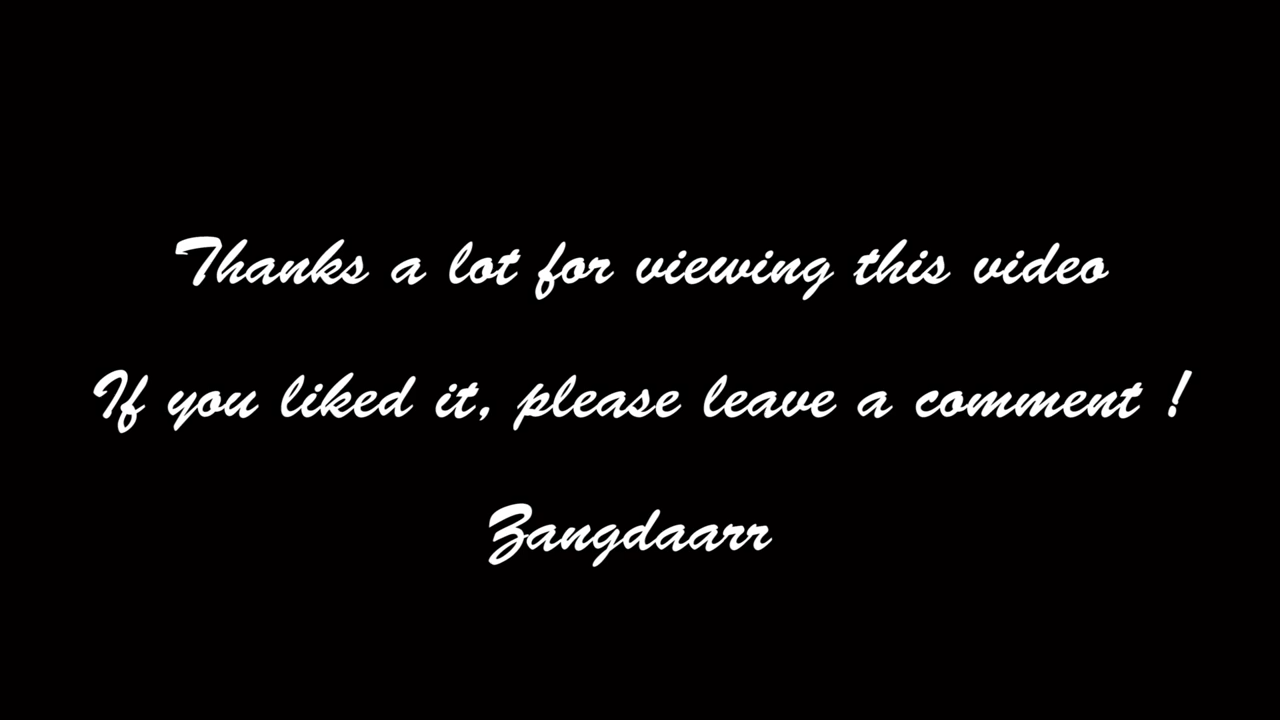 Thanks a lot for viewing this video
If you liked it, please leave a comment !
Zangdaarr